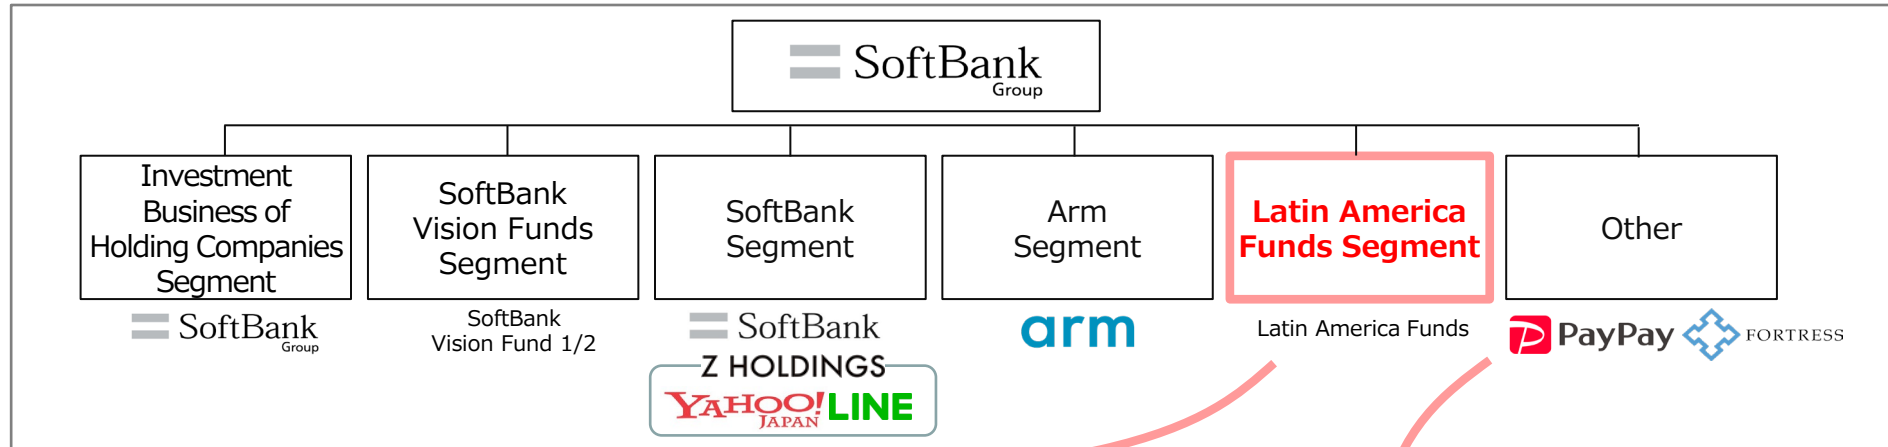 SoftBank
Group
Investment
Business of
Holding Companies
Segment
SoftBank
Vision Funds
Segment
SoftBank
Segment
Arm
Segment
Latin America
Funds Segment
Other
SoftBank
Group
SoftBank
Vision Fund 1/2
SoftBank
Z HOLDINGS
YAHOO!
JAPAN
LINE
arm
Latin America Funds
PayPay
FORTRESS